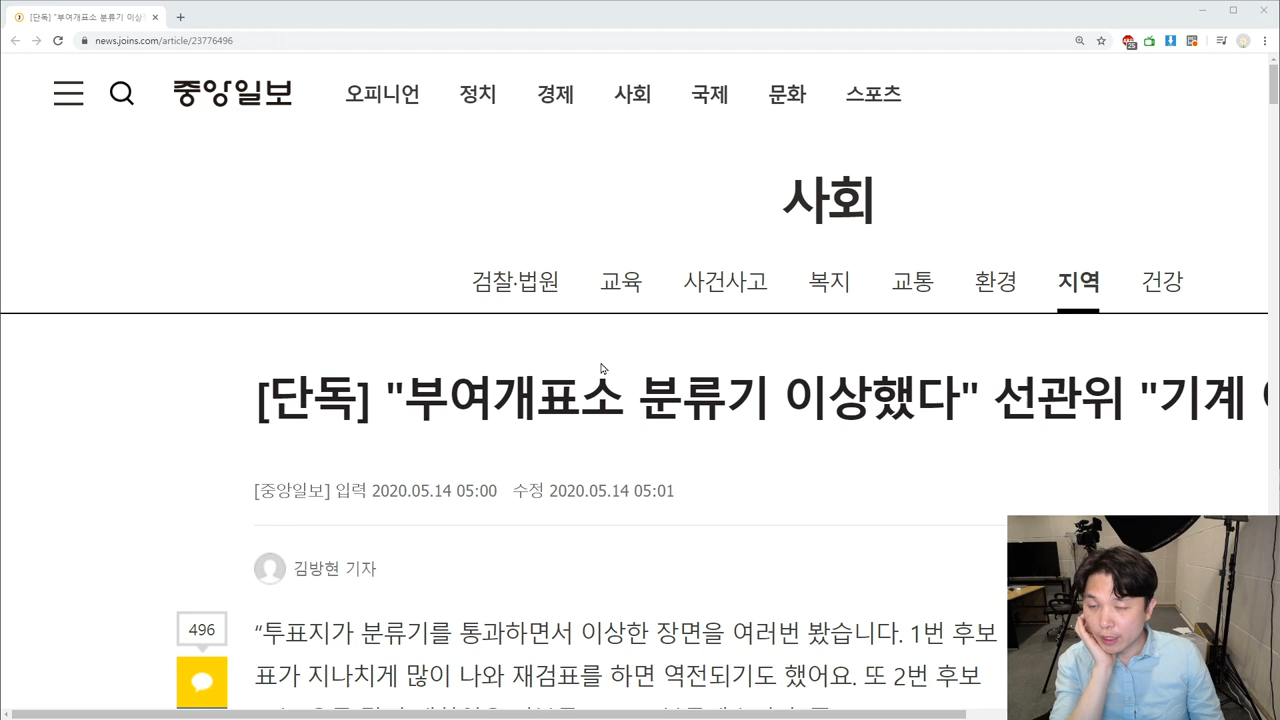 [단독] "부여개표소 분류기 이상
news.joins.com/article/23776496
중앙일보 오피니언 정치 경제 사회 국제 문화 스포츠
사회
검찰·법원 교육 사건사고 복지 교통 환경 지역 건강
[단독] "부여개표소 분류기 이상했다" 선관위 "기계
[중앙일보] 입력 2020.05.14 05:00 수정 2020.05.14 05:01
김방현 기자
496
“투표지가 분류기를 통과하면서 이상한 장면을 여러번 봤습니다. 1번 후보
표가 지나치게 많이 나와 재검표를 하면 역전되기도 했어요. 또 2번 후보